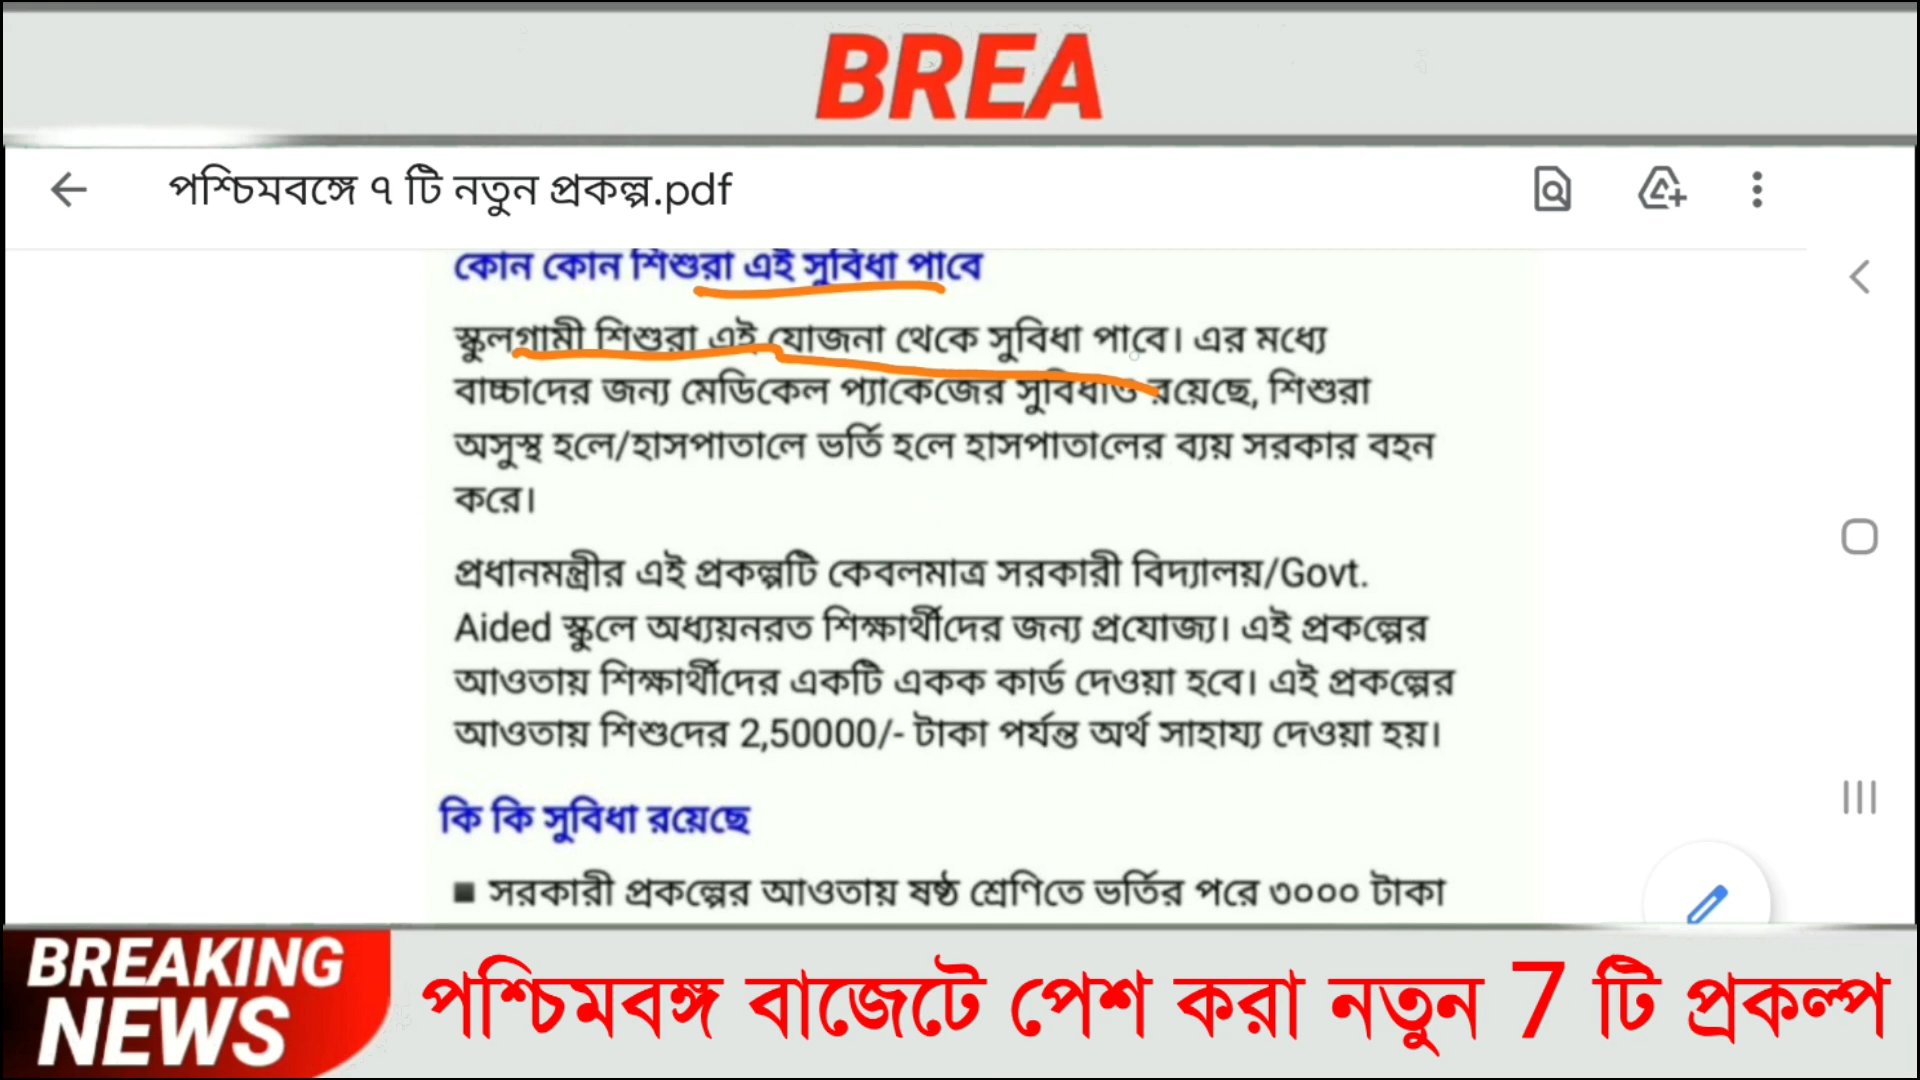 BREA
পশ্চিমবঙ্গে ৭ টি নতুন প্রকল্প.pdf
কোন কোন শিশুরা এই সুবিধা পাবে
স্কুলগামী শিশুরা এই যোজনা থেকে সুবিধা পাবে। এর মধ্যে
বাচ্চাদের জন্য মেডিকেল প্যাকেজের সুবিধাও রয়েছে, শিশুরা
অসুস্থ হলে/হাসপাতালে ভর্তি হলে হাসপাতালের ব্যয় সরকার বহন
করে।
প্রধানমন্ত্রীর এই প্রকল্পটি কেবলমাত্র সরকারী বিদ্যালয়/Govt.
Aided স্কুলে অধ্যয়নরত শিক্ষার্থীদের জন্য প্রযোজ্য। এই প্রকল্পের
আওতায় শিক্ষার্থীদের একটি একক কার্ড দেওয়া হবে। এই প্রকল্পের
আওতায় শিশুদের 2,50000/- টাকা পর্যন্ত অর্থ সাহায্য দেওয়া হয়।
কি কি সুবিধা রয়েছে
■ সরকারী প্রকল্পের আওতায় ষষ্ঠ শ্রেণিতে ভর্তির পরে ৩০০০ টাকা
BREAKING
NEWS
পশ্চিমবঙ্গ বাজেটে পেশ করা নতুন 7 টি প্রকল্প